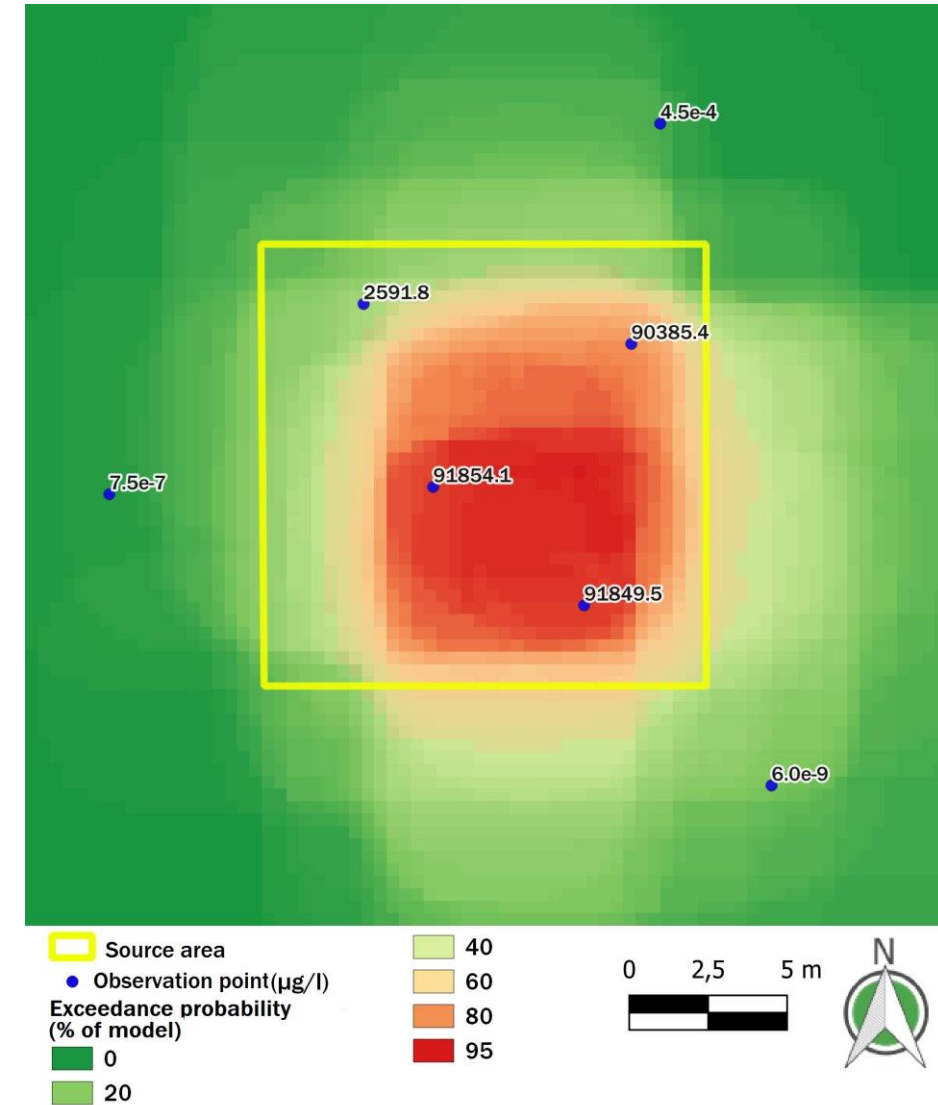 4.5e-4
2591.8
90385.4
7.5e-7
91854.1
91849.5
6.0e-9
Source area
Observation point(µg/l)
Exceedance probability
(% of model)
0
20
40
60
80
95
0 2,5 5 m
N